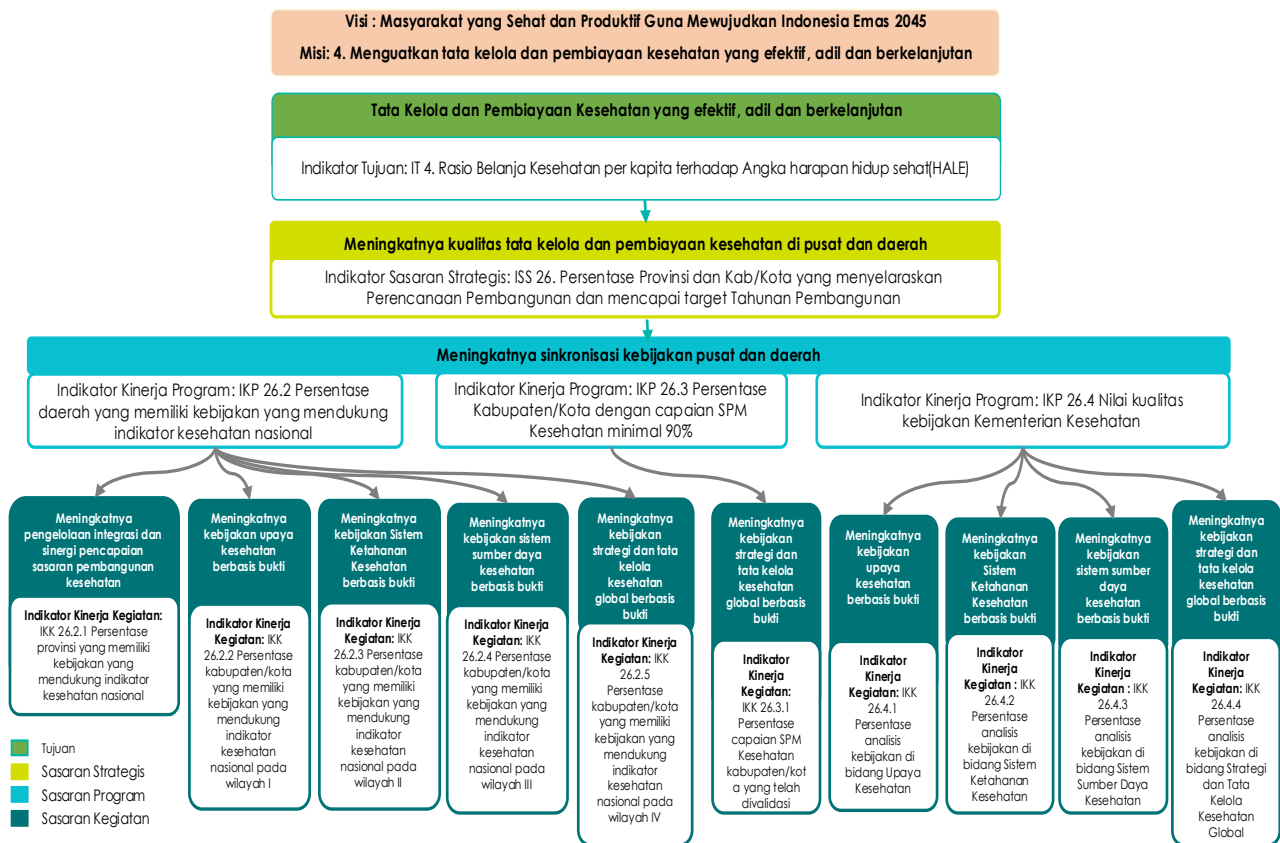 Visi : Masyarakat yang Sehat dan Produktif Guna Mewujudkan Indonesia Emas 2045
Misi: 4. Menguatkan tata kelola dan pembiayaan kesehatan yang efektif, adil dan berkelanjutan
Tata Kelola dan Pembiayaan Kesehatan yang efektif, adil dan berkelanjutan
Indikator Tujuan: IT 4. Rasio Belanja Kesehatan per kapita terhadap Angka harapan hidup sehat(HALE)
Meningkatnya kualitas tata kelola dan pembiayaan kesehatan di pusat dan daerah
Indikator Sasaran Strategis: ISS 26. Persentase Provinsi dan Kab/Kota yang menyelaraskan
Perencanaan Pembangunan dan mencapai target Tahunan Pembangunan
Meningkatnya sinkronisasi kebijakan pusat dan daerah
Indikator Kinerja Program: IKP 26.2 Persentase
daerah yang memiliki kebijakan yang mendukung
indikator kesehatan nasional
Indikator Kinerja Program: IKP 26.3 Persentase
Kabupaten/Kota dengan capaian SPM
Kesehatan minimal 90%
Indikator Kinerja Program: IKP 26.4 Nilai kualitas
kebijakan Kementerian Kesehatan
Meningkatnya
pengelolaan integrasi dan
sinergi pencapaian
sasaran pembangunan
kesehatan
Indikator Kinerja Kegiatan:
IKK 26.2.1 Persentase
provinsi yang memiliki
kebijakan yang
mendukung indikator
kesehatan nasional
Meningkatnya
kebijakan upaya
kesehatan
berbasis bukti
Indikator Kinerja
Kegiatan: IKK
26.2.2 Persentase
kabupaten/kota
yang memiliki
kebijakan yang
mendukung
indikator
kesehatan
nasional pada
wilayah I
Meningkatnya
kebijakan Sistem
Ketahanan
Kesehatan
berbasis bukti
Indikator Kinerja
Kegiatan: IKK
26.2.3 Persentase
kabupaten/kota
yang memiliki
kebijakan yang
mendukung
indikator
kesehatan
nasional pada
wilayah II
Meningkatnya
kebijakan sistem
sumber daya
kesehatan
berbasis bukti
Indikator Kinerja
Kegiatan: IKK
26.2.4 Persentase
kabupaten/kota
yang memiliki
kebijakan yang
mendukung
indikator
kesehatan
nasional pada
wilayah III
Meningkatnya
kebijakan
strategi dan tata
kelola
kesehatan
global berbasis
bukti
Indikator Kinerja
Kegiatan: IKK
26.2.5
Persentase
kabupaten/kota
yang memiliki
kebijakan yang
mendukung
indikator
kesehatan
nasional pada
wilayah IV
Meningkatnya
kebijakan
strategi dan
tata kelola
kesehatan
global berbasis
bukti
Indikator
Kinerja
Kegiatan:
IKK 26.3.1
Persentase
capaian SPM
Kesehatan
kabupaten/kot
a yang telah
divalidasi
Meningkatnya
kebijakan
upaya
kesehatan
berbasis bukti
Indikator
Kinerja
Kegiatan: IKK
26.4.1
Persentase
analisis
kebijakan di
bidang Upaya
Kesehatan
Meningkatnya
kebijakan
Sistem
Ketahanan
Kesehatan
berbasis bukti
Indikator
Kinerja
Kegiatan : IKK
26.4.2
Persentase
analisis
kebijakan di
bidang Sistem
Ketahanan
Kesehatan
Meningkatnya
kebijakan
sistem sumber
daya
kesehatan
berbasis bukti
Indikator
Kinerja
Kegiatan : IKK
26.4.3
Persentase
analisis
kebijakan di
bidang Sistem
Sumber Daya
Kesehatan
Meningkatnya
kebijakan
strategi dan
tata kelola
kesehatan
global berbasis
bukti
Indikator
Kinerja
Kegiatan: IKK
26.4.4
Persentase
analisis
kebijakan di
bidang Strategi
dan Tata
Kelola
Kesehatan
Global
Tujuan
Sasaran Strategis
Sasaran Program
Sasaran Kegiatan